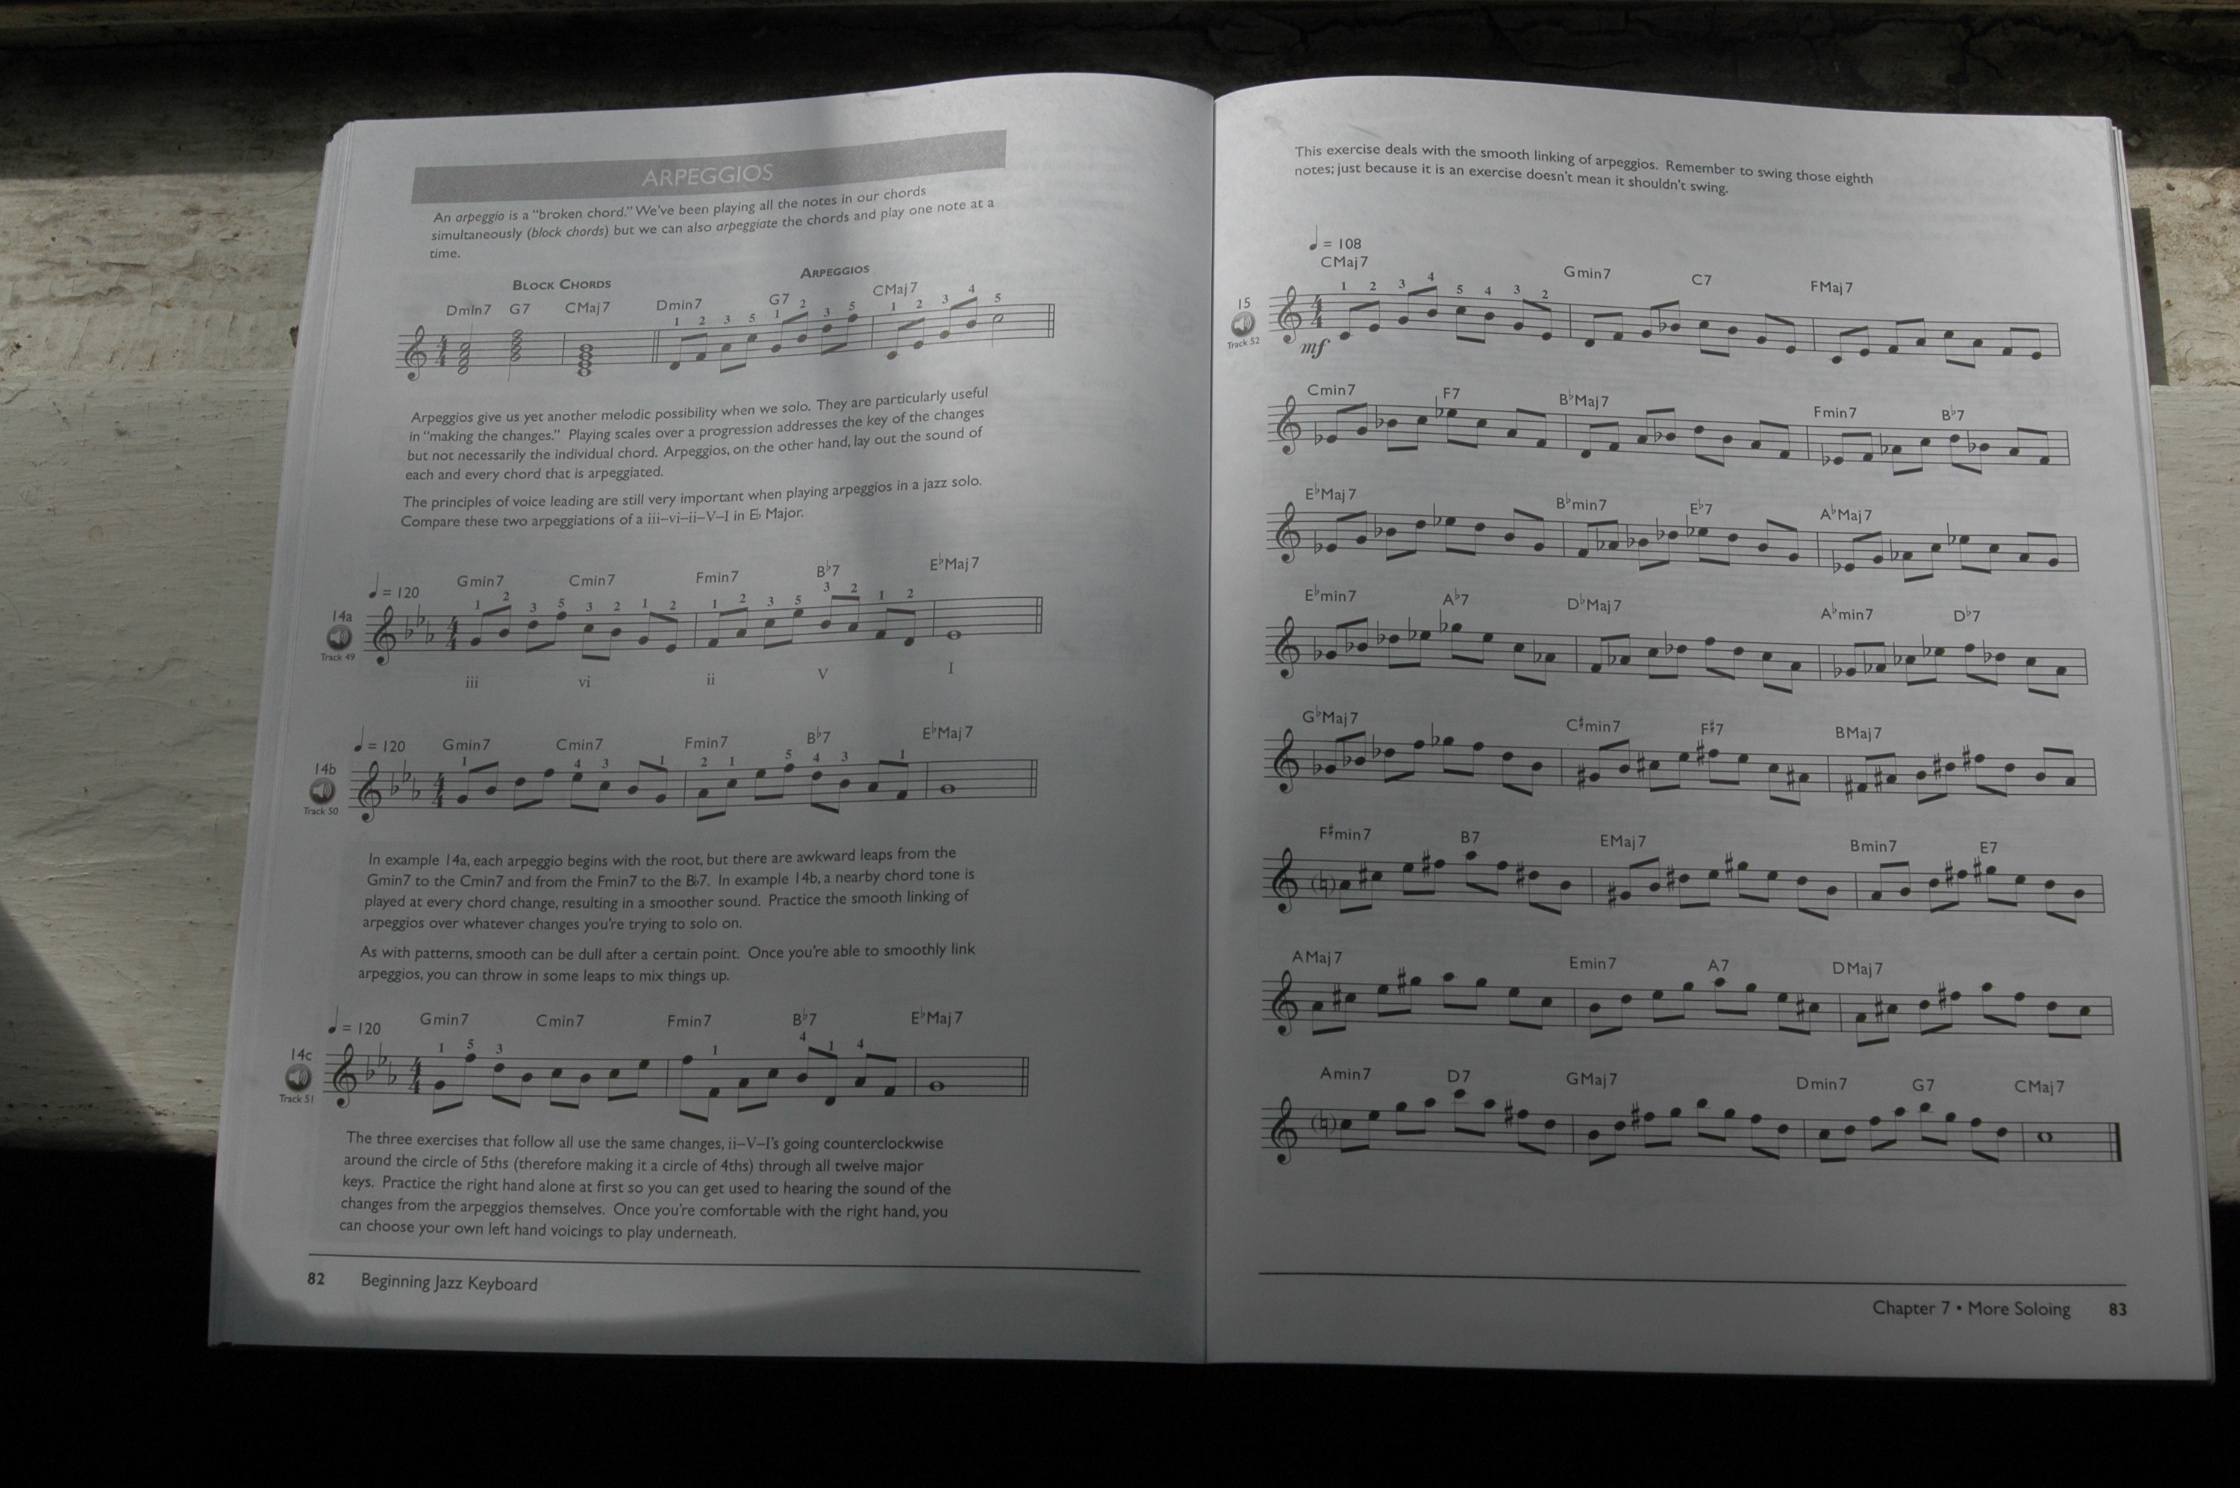 ARPEGGIOS
An arpeggio is a "broken chord." We've been playing all the notes in our chords
simultaneously (block chords) but we can also arpeggiate the chords and play one note at a
time.
BLOCK CHORDS
ARPEGGIOS
Dmin7 G7 CMaj7 Dmin7 G7 CMaj7
1 2 3 5 1 2 3 5 1 2 3 4 5
4 4
Arpeggios give us yet another melodic possibility when we solo. They are particularly useful
in "making the changes." Playing scales over a progression addresses the key of the changes
but not necessarily the individual chord. Arpeggios, on the other hand, lay out the sound of
each and every chord that is arpeggiated.
The principles of voice leading are still very important when playing arpeggios in a jazz solo.
Compare these two arpeggiations of a iii–vi–ii–V–I in E♭ Major.
♩ = 120 Gmin7 Cmin7 Fmin7 B♭7 E♭Maj7
1 2 3 5 3 2 1 2 1 2 3 5 3 2 1 2
14a
4 4
Track 49
iii vi ii V I
♩ = 120 Gmin7 Cmin7 Fmin7 B♭7 E♭Maj7
1 4 3 1 2 1 5 4 3 1
14b
4 4
Track 50
In example 14a, each arpeggio begins with the root, but there are awkward leaps from the
Gmin7 to the Cmin7 and from the Fmin7 to the B♭7. In example 14b, a nearby chord tone is
played at every chord change, resulting in a smoother sound. Practice the smooth linking of
arpeggios over whatever changes you're trying to solo on.
As with patterns, smooth can be dull after a certain point. Once you're able to smoothly link
arpeggios, you can throw in some leaps to mix things up.
♩ = 120 Gmin7 Cmin7 Fmin7 B♭7 E♭Maj7
1 5 3 1 4 1 4
14c
4 4
Track 51
The three exercises that follow all use the same changes, ii–V–I's going counterclockwise
around the circle of 5ths (therefore making it a circle of 4ths) through all twelve major
keys. Practice the right hand alone at first so you can get used to hearing the sound of the
changes from the arpeggios themselves. Once you're comfortable with the right hand, you
can choose your own left hand voicings to play underneath.
82 Beginning Jazz Keyboard
This exercise deals with the smooth linking of arpeggios. Remember to swing those eighth
notes; just because it is an exercise doesn't mean it shouldn't swing.
♩ = 108
CMaj7 Gmin7 C7 FMaj7
1 2 3 4 5 4 3 2
15
4 4
Track 52
mf
Cmin7 F7 B♭Maj7 Fmin7 B♭7
E♭Maj7 B♭min7 E♭7 A♭Maj7
E♭min7 A♭7 D♭Maj7 A♭min7 D♭7
G♭Maj7 C♯min7 F♯7 BMaj7
F♯min7 B7 EMaj7 Bmin7 E7
AMaj7 Emin7 A7 DMaj7
Amin7 D7 GMaj7 Dmin7 G7 CMaj7
Chapter 7 • More Soloing 83